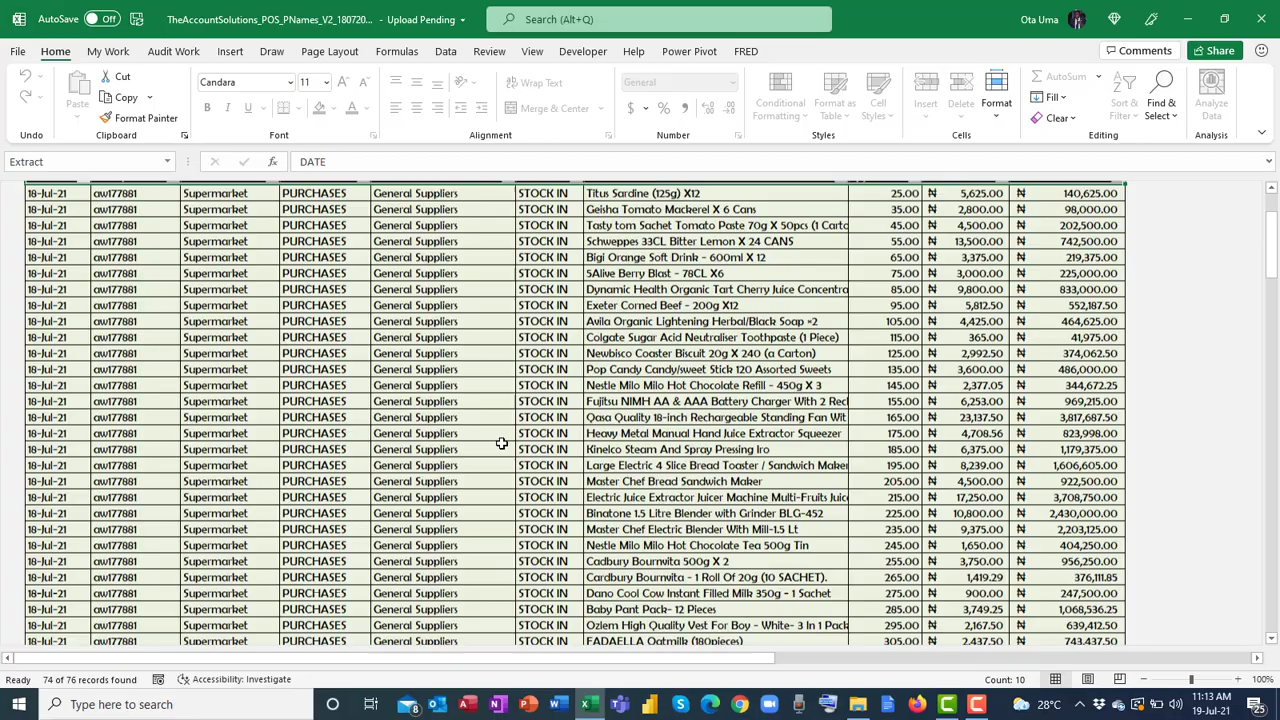 AutoSave Off TheAccountSolutions_POS_PNames_V2_180720... - Upload Pending Search (Alt+Q) Ota Uma
File Home My Work Audit Work Insert Draw Page Layout Formulas Data Review View Developer Help Power Pivot FRED Comments Share
Paste Cut Copy Format Painter
Candara 11
B I U A
Wrap Text Merge & Center
General
$ % ,
Conditional Formatting Format as Table Cell Styles
Insert Delete Format
AutoSum Fill Clear
Sort & Filter Find & Select
Analyze Data
Undo Clipboard Font Alignment Number Styles Cells Editing Analysis
Extract fx DATE
18-Jul-21 aw177881 Supermarket PURCHASES General Suppliers STOCK IN Titus Sardine (125g) X12 25.00 ₦ 5,625.00 ₦ 140,625.00
18-Jul-21 aw177881 Supermarket PURCHASES General Suppliers STOCK IN Geisha Tomato Mackerel X 6 Cans 35.00 ₦ 2,800.00 ₦ 98,000.00
18-Jul-21 aw177881 Supermarket PURCHASES General Suppliers STOCK IN Tasty tom Sachet Tomato Paste 70g X 50pcs (1 Carto 45.00 ₦ 4,500.00 ₦ 202,500.00
18-Jul-21 aw177881 Supermarket PURCHASES General Suppliers STOCK IN Schweppes 33CL Bitter Lemon X 24 CANS 55.00 ₦ 13,500.00 ₦ 742,500.00
18-Jul-21 aw177881 Supermarket PURCHASES General Suppliers STOCK IN Bigi Orange Soft Drink - 600ml X 12 65.00 ₦ 3,375.00 ₦ 219,375.00
18-Jul-21 aw177881 Supermarket PURCHASES General Suppliers STOCK IN 5Alive Berry Blast - 78CL X6 75.00 ₦ 3,000.00 ₦ 225,000.00
18-Jul-21 aw177881 Supermarket PURCHASES General Suppliers STOCK IN Dynamic Health Organic Tart Cherry Juice Concentra 85.00 ₦ 9,800.00 ₦ 833,000.00
18-Jul-21 aw177881 Supermarket PURCHASES General Suppliers STOCK IN Exeter Corned Beef - 200g X12 95.00 ₦ 5,812.50 ₦ 552,187.50
18-Jul-21 aw177881 Supermarket PURCHASES General Suppliers STOCK IN Avila Organic Lightening Herbal/Black Soap ×2 105.00 ₦ 4,425.00 ₦ 464,625.00
18-Jul-21 aw177881 Supermarket PURCHASES General Suppliers STOCK IN Colgate Sugar Acid Neutraliser Toothpaste (1 Piece) 115.00 ₦ 365.00 ₦ 41,975.00
18-Jul-21 aw177881 Supermarket PURCHASES General Suppliers STOCK IN Newbisco Coaster Biscuit 20g X 240 (a Carton) 125.00 ₦ 2,992.50 ₦ 374,062.50
18-Jul-21 aw177881 Supermarket PURCHASES General Suppliers STOCK IN Pop Candy Candy/sweet Stick 120 Assorted Sweets 135.00 ₦ 3,600.00 ₦ 486,000.00
18-Jul-21 aw177881 Supermarket PURCHASES General Suppliers STOCK IN Nestle Milo Milo Hot Chocolate Refill - 450g X 3 145.00 ₦ 2,377.05 ₦ 344,672.25
18-Jul-21 aw177881 Supermarket PURCHASES General Suppliers STOCK IN Fujitsu NIMH AA & AAA Battery Charger With 2 Rech 155.00 ₦ 6,253.00 ₦ 969,215.00
18-Jul-21 aw177881 Supermarket PURCHASES General Suppliers STOCK IN Qasa Quality 18-inch Rechargeable Standing Fan Wit 165.00 ₦ 23,137.50 ₦ 3,817,687.50
18-Jul-21 aw177881 Supermarket PURCHASES General Suppliers STOCK IN Heavy Metal Manual Hand Juice Extractor Squeezer 175.00 ₦ 4,708.56 ₦ 823,998.00
18-Jul-21 aw177881 Supermarket PURCHASES General Suppliers STOCK IN Kinelco Steam And Spray Pressing Iro 185.00 ₦ 6,375.00 ₦ 1,179,375.00
18-Jul-21 aw177881 Supermarket PURCHASES General Suppliers STOCK IN Large Electric 4 Slice Bread Toaster / Sandwich Maker 195.00 ₦ 8,239.00 ₦ 1,606,605.00
18-Jul-21 aw177881 Supermarket PURCHASES General Suppliers STOCK IN Master Chef Bread Sandwich Maker 205.00 ₦ 4,500.00 ₦ 922,500.00
18-Jul-21 aw177881 Supermarket PURCHASES General Suppliers STOCK IN Electric Juice Extractor Juicer Machine Multi-Fruits Juic 215.00 ₦ 17,250.00 ₦ 3,708,750.00
18-Jul-21 aw177881 Supermarket PURCHASES General Suppliers STOCK IN Binatone 1.5 Litre Blender with Grinder BLG-452 225.00 ₦ 10,800.00 ₦ 2,430,000.00
18-Jul-21 aw177881 Supermarket PURCHASES General Suppliers STOCK IN Master Chef Electric Blender With Mill-1.5 Lt 235.00 ₦ 9,375.00 ₦ 2,203,125.00
18-Jul-21 aw177881 Supermarket PURCHASES General Suppliers STOCK IN Nestle Milo Milo Hot Chocolate Tea 500g Tin 245.00 ₦ 1,650.00 ₦ 404,250.00
18-Jul-21 aw177881 Supermarket PURCHASES General Suppliers STOCK IN Cadbury Bournvita 500g X 2 255.00 ₦ 3,750.00 ₦ 956,250.00
18-Jul-21 aw177881 Supermarket PURCHASES General Suppliers STOCK IN Cardbury Bournvita - 1 Roll Of 20g (10 SACHET). 265.00 ₦ 1,419.29 ₦ 376,111.85
18-Jul-21 aw177881 Supermarket PURCHASES General Suppliers STOCK IN Dano Cool Cow Instant Filled Milk 350g - 1 Sachet 275.00 ₦ 900.00 ₦ 247,500.00
18-Jul-21 aw177881 Supermarket PURCHASES General Suppliers STOCK IN Baby Pant Pack- 12 Pieces 285.00 ₦ 3,749.25 ₦ 1,068,536.25
18-Jul-21 aw177881 Supermarket PURCHASES General Suppliers STOCK IN Ozlem High Quality Vest For Boy - White- 3 In 1 Pack 295.00 ₦ 2,167.50 ₦ 639,412.50
18-Jul-21 aw177881 Supermarket PURCHASES General Suppliers STOCK IN FADAELLA Oatmilk (180pieces) 305.00 ₦ 2,437.50 ₦ 743,437.50
Ready 74 of 76 records found Accessibility: Investigate Count: 10 100%
Type here to search 8 28°C 11:13 AM
19-Jul-21 25